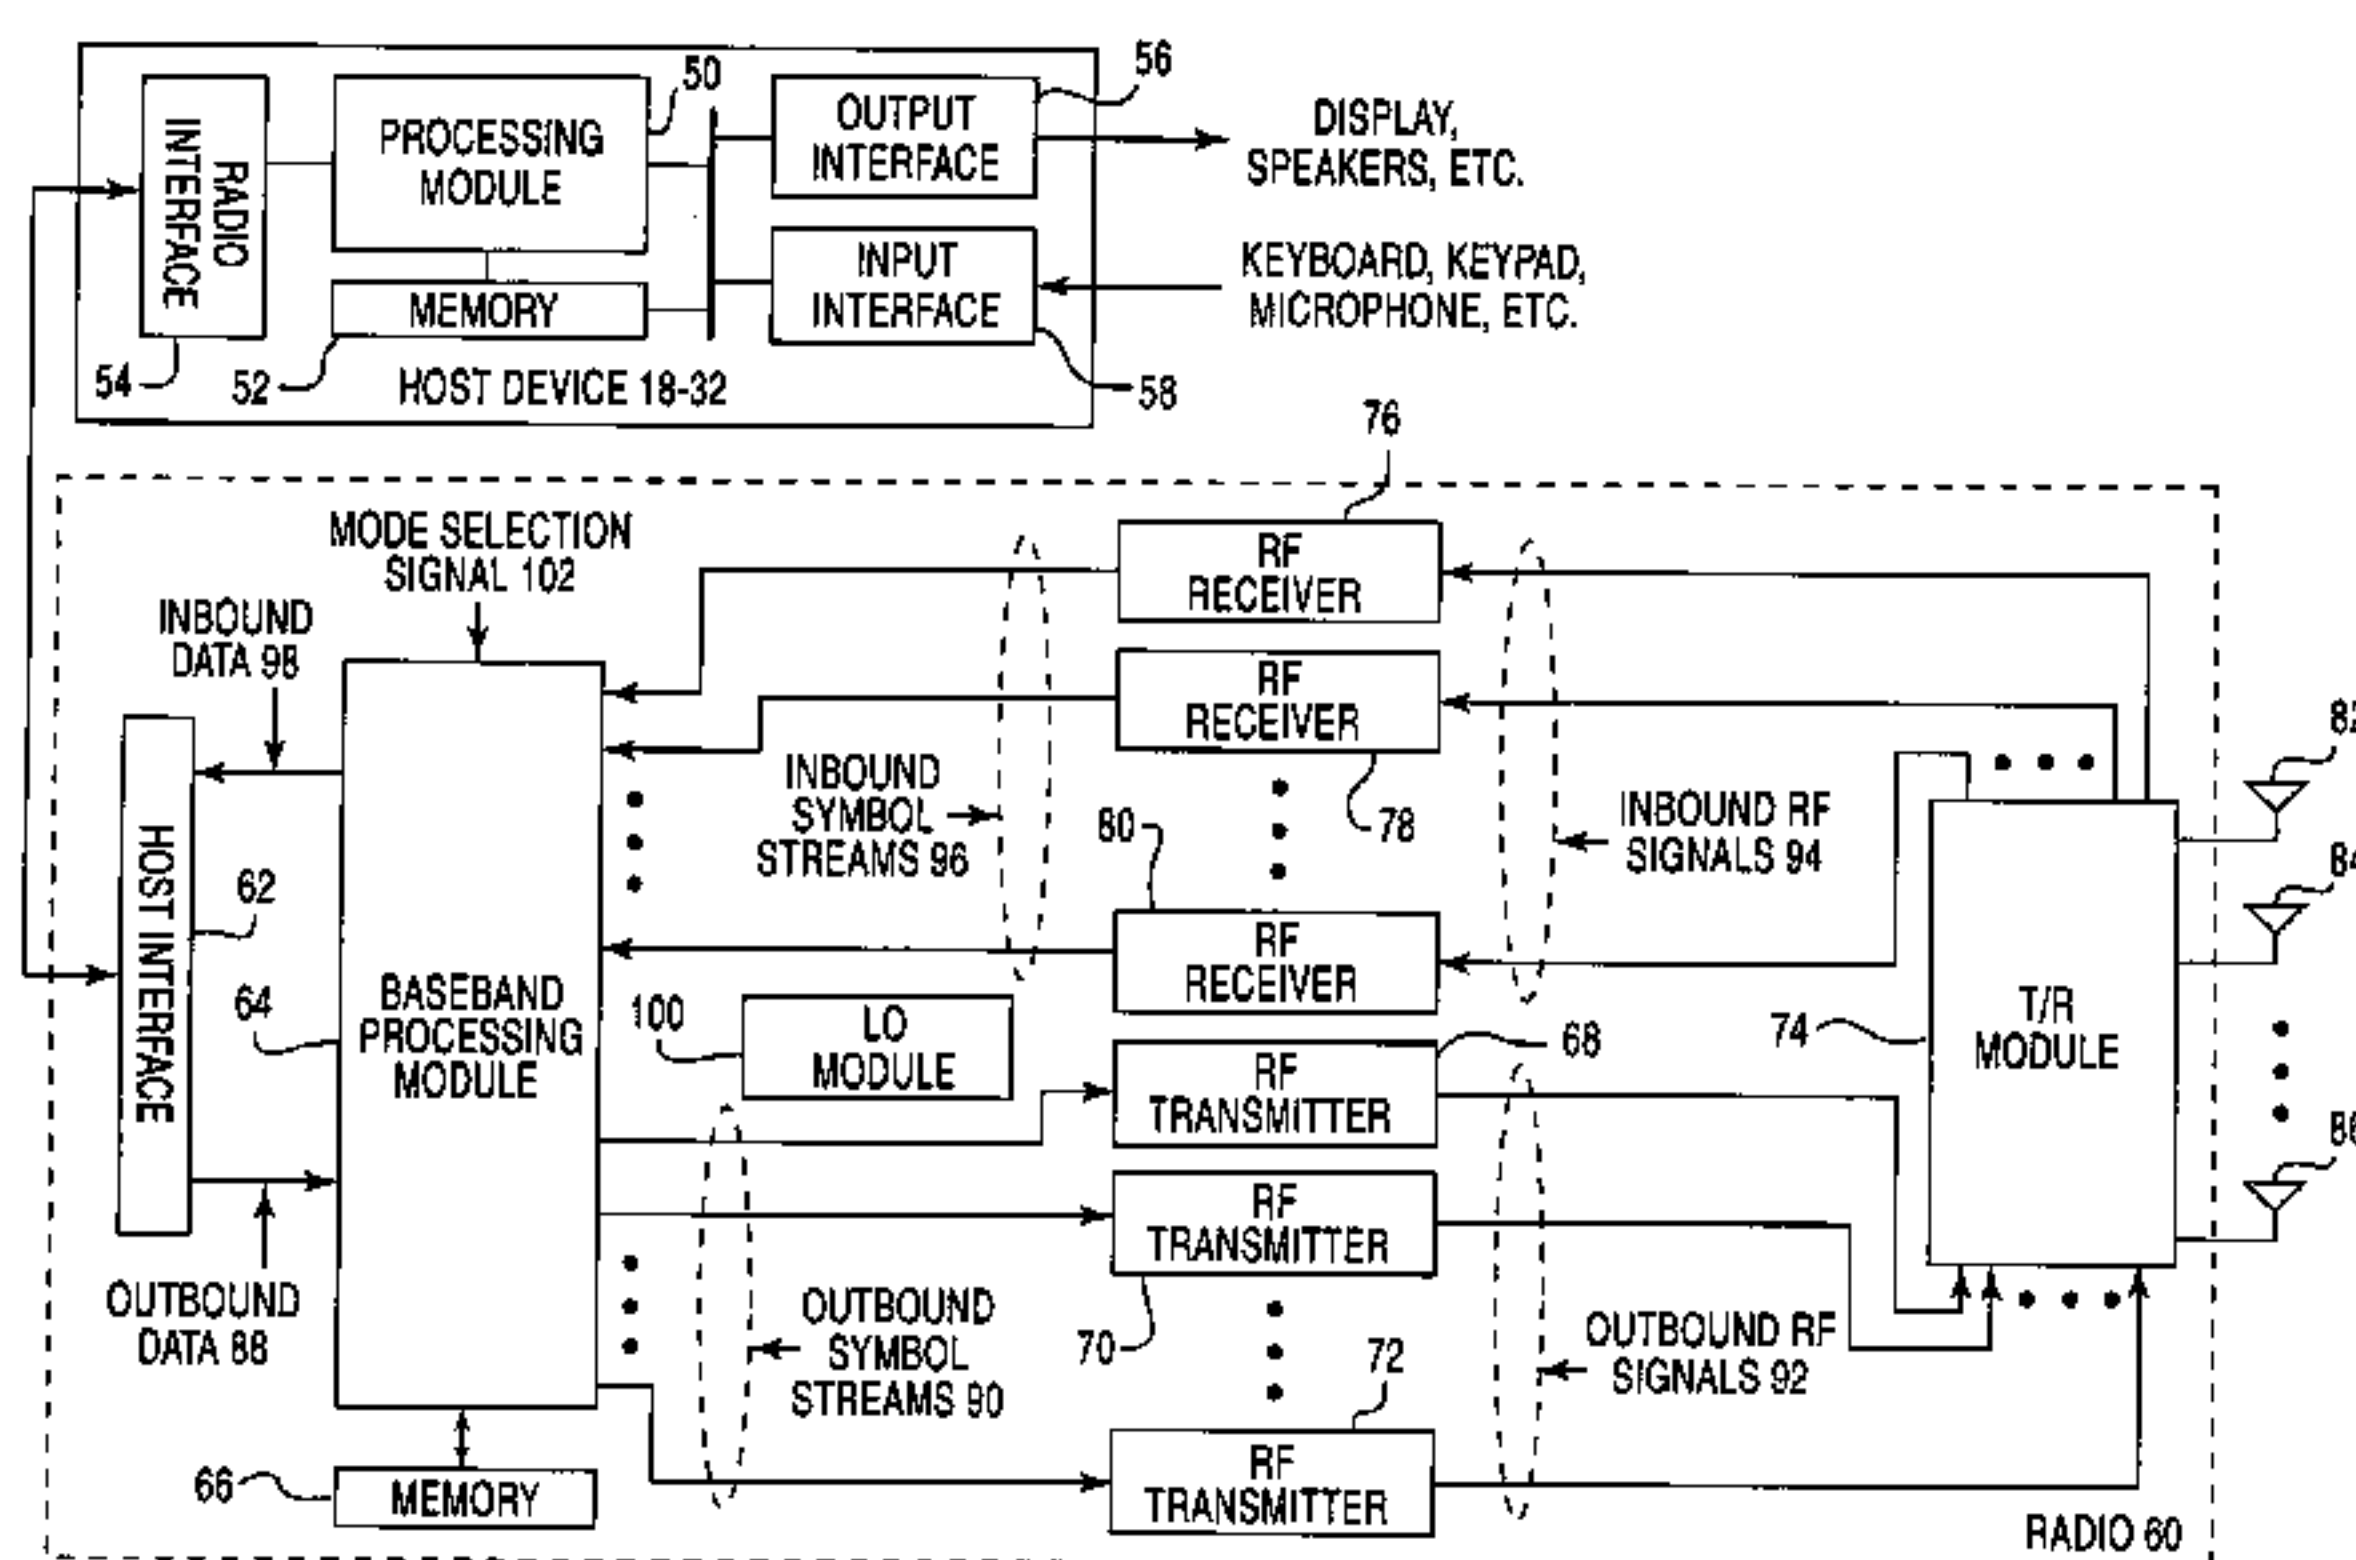 50
56
RADIO
INTERFACE
PROCESSING
MODULE
OUTPUT
INTERFACE
DISPLAY,
SPEAKERS, ETC.
MEMORY
INPUT
INTERFACE
KEYBOARD, KEYPAD,
MICROPHONE, ETC.
54
52
HOST DEVICE 18-32
58
76
MODE SELECTION
SIGNAL 102
RF
RECEIVER
INBOUND
DATA 98
RF
RECEIVER
78
INBOUND
SYMBOL
STREAMS 96
80
INBOUND RF
SIGNALS 94
HOST INTERFACE
62
64
BASEBAND
PROCESSING
MODULE
RF
RECEIVER
100
LO
MODULE
68
RF
TRANSMITTER
74
T/R
MODULE
RF
TRANSMITTER
OUTBOUND
DATA 88
OUTBOUND
SYMBOL
STREAMS 90
70
72
OUTBOUND RF
SIGNALS 92
66
MEMORY
RF
TRANSMITTER
RADIO 60